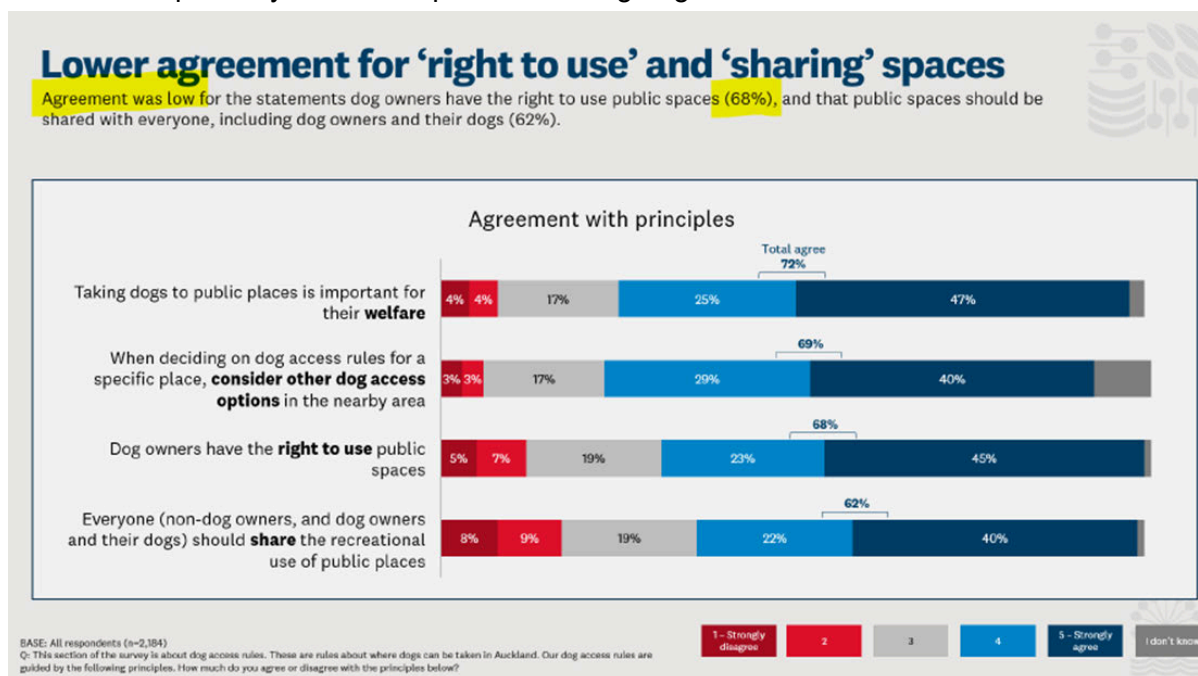 Lower agreement for ‘right to use’ and ‘sharing’ spaces
Agreement was low for the statements dog owners have the right to use public spaces (68%), and that public spaces should be
shared with everyone, including dog owners and their dogs (62%).
Agreement with principles
Total agree
72%
Taking dogs to public places is important for
their welfare
4% 4% 17% 25% 47%
69%
When deciding on dog access rules for a
specific place, consider other dog access
options in the nearby area
3% 3% 17% 29% 40%
68%
Dog owners have the right to use public
spaces
5% 7% 19% 23% 45%
62%
Everyone (non-dog owners, and dog owners
and their dogs) should share the recreational
use of public places
8% 9% 19% 22% 40%
1 - Strongly
disagree
2
3
4
5 - Strongly
agree
I don't know
BASE: All respondents (n=2,184)
Q: This section of the survey is about dog access rules. These are rules about where dogs can be taken in Auckland. Our dog access rules are
guided by the following principles. How much do you agree or disagree with the principles below?